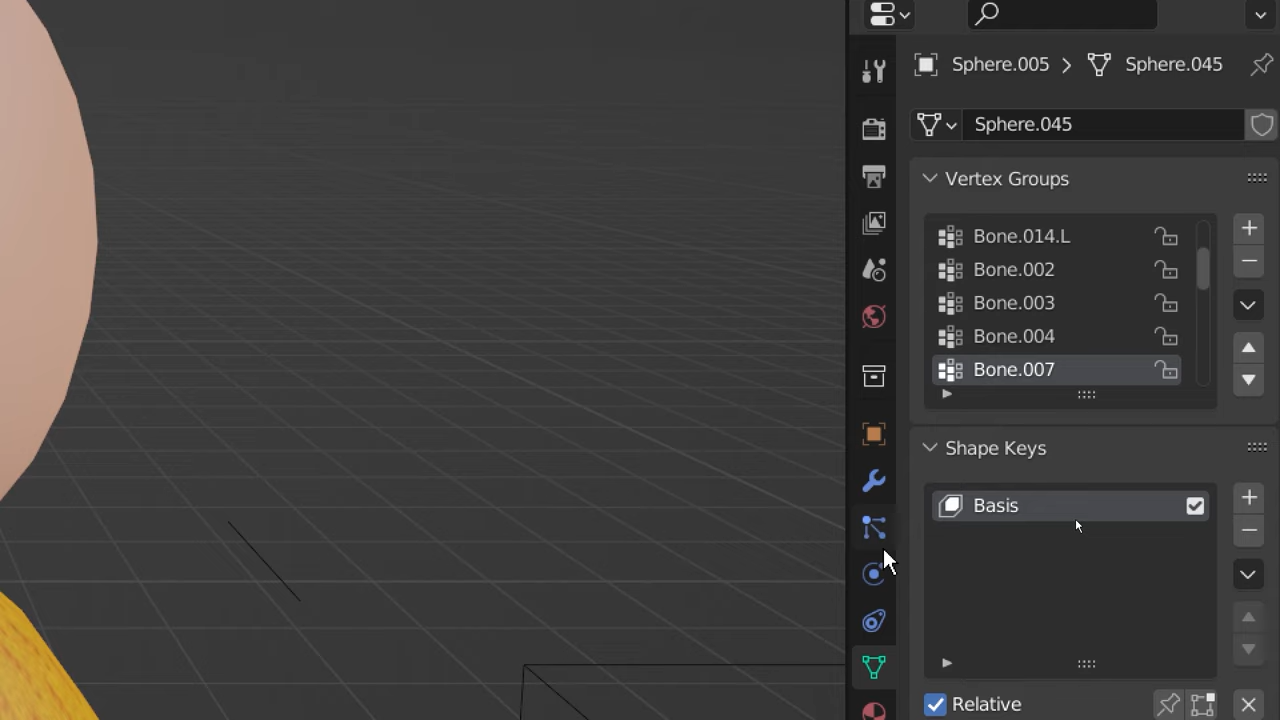 Sphere.005 > Sphere.045
Sphere.045
Vertex Groups
Bone.014.L
Bone.002
Bone.003
Bone.004
Bone.007
Shape Keys
Basis
Relative